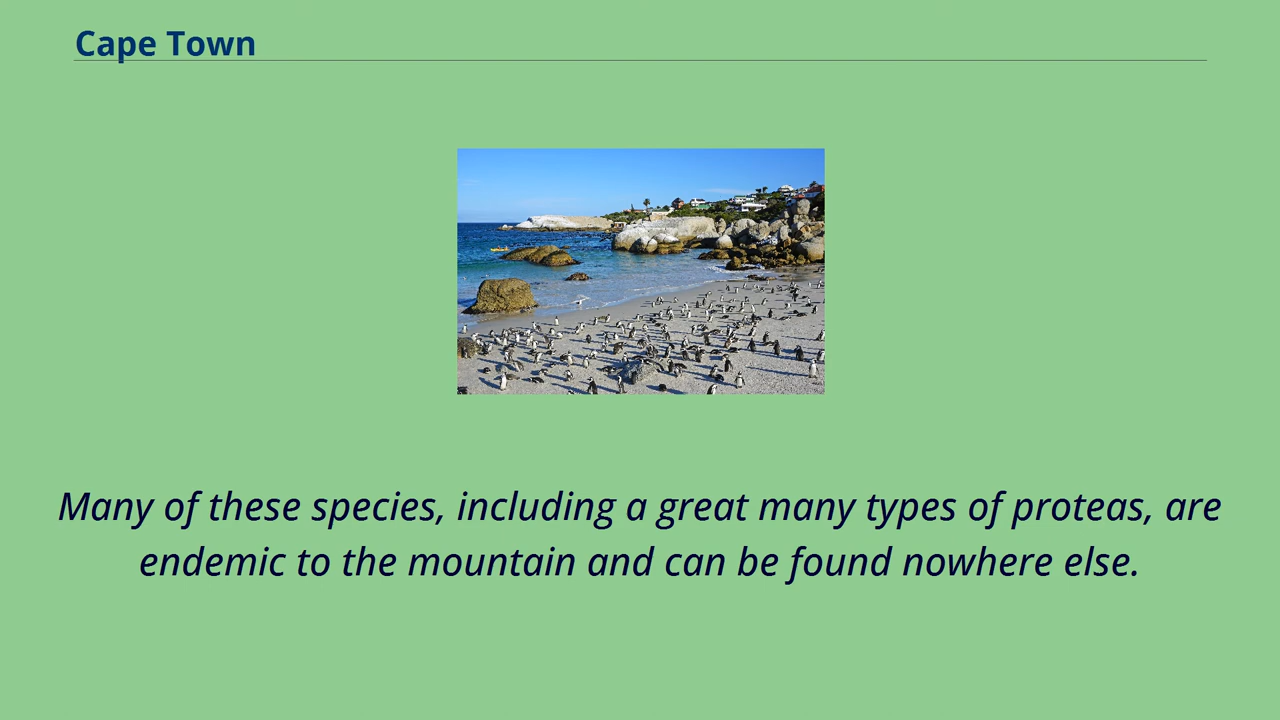 Cape Town
Many of these species, including a great many types of proteas, are
endemic to the mountain and can be found nowhere else.